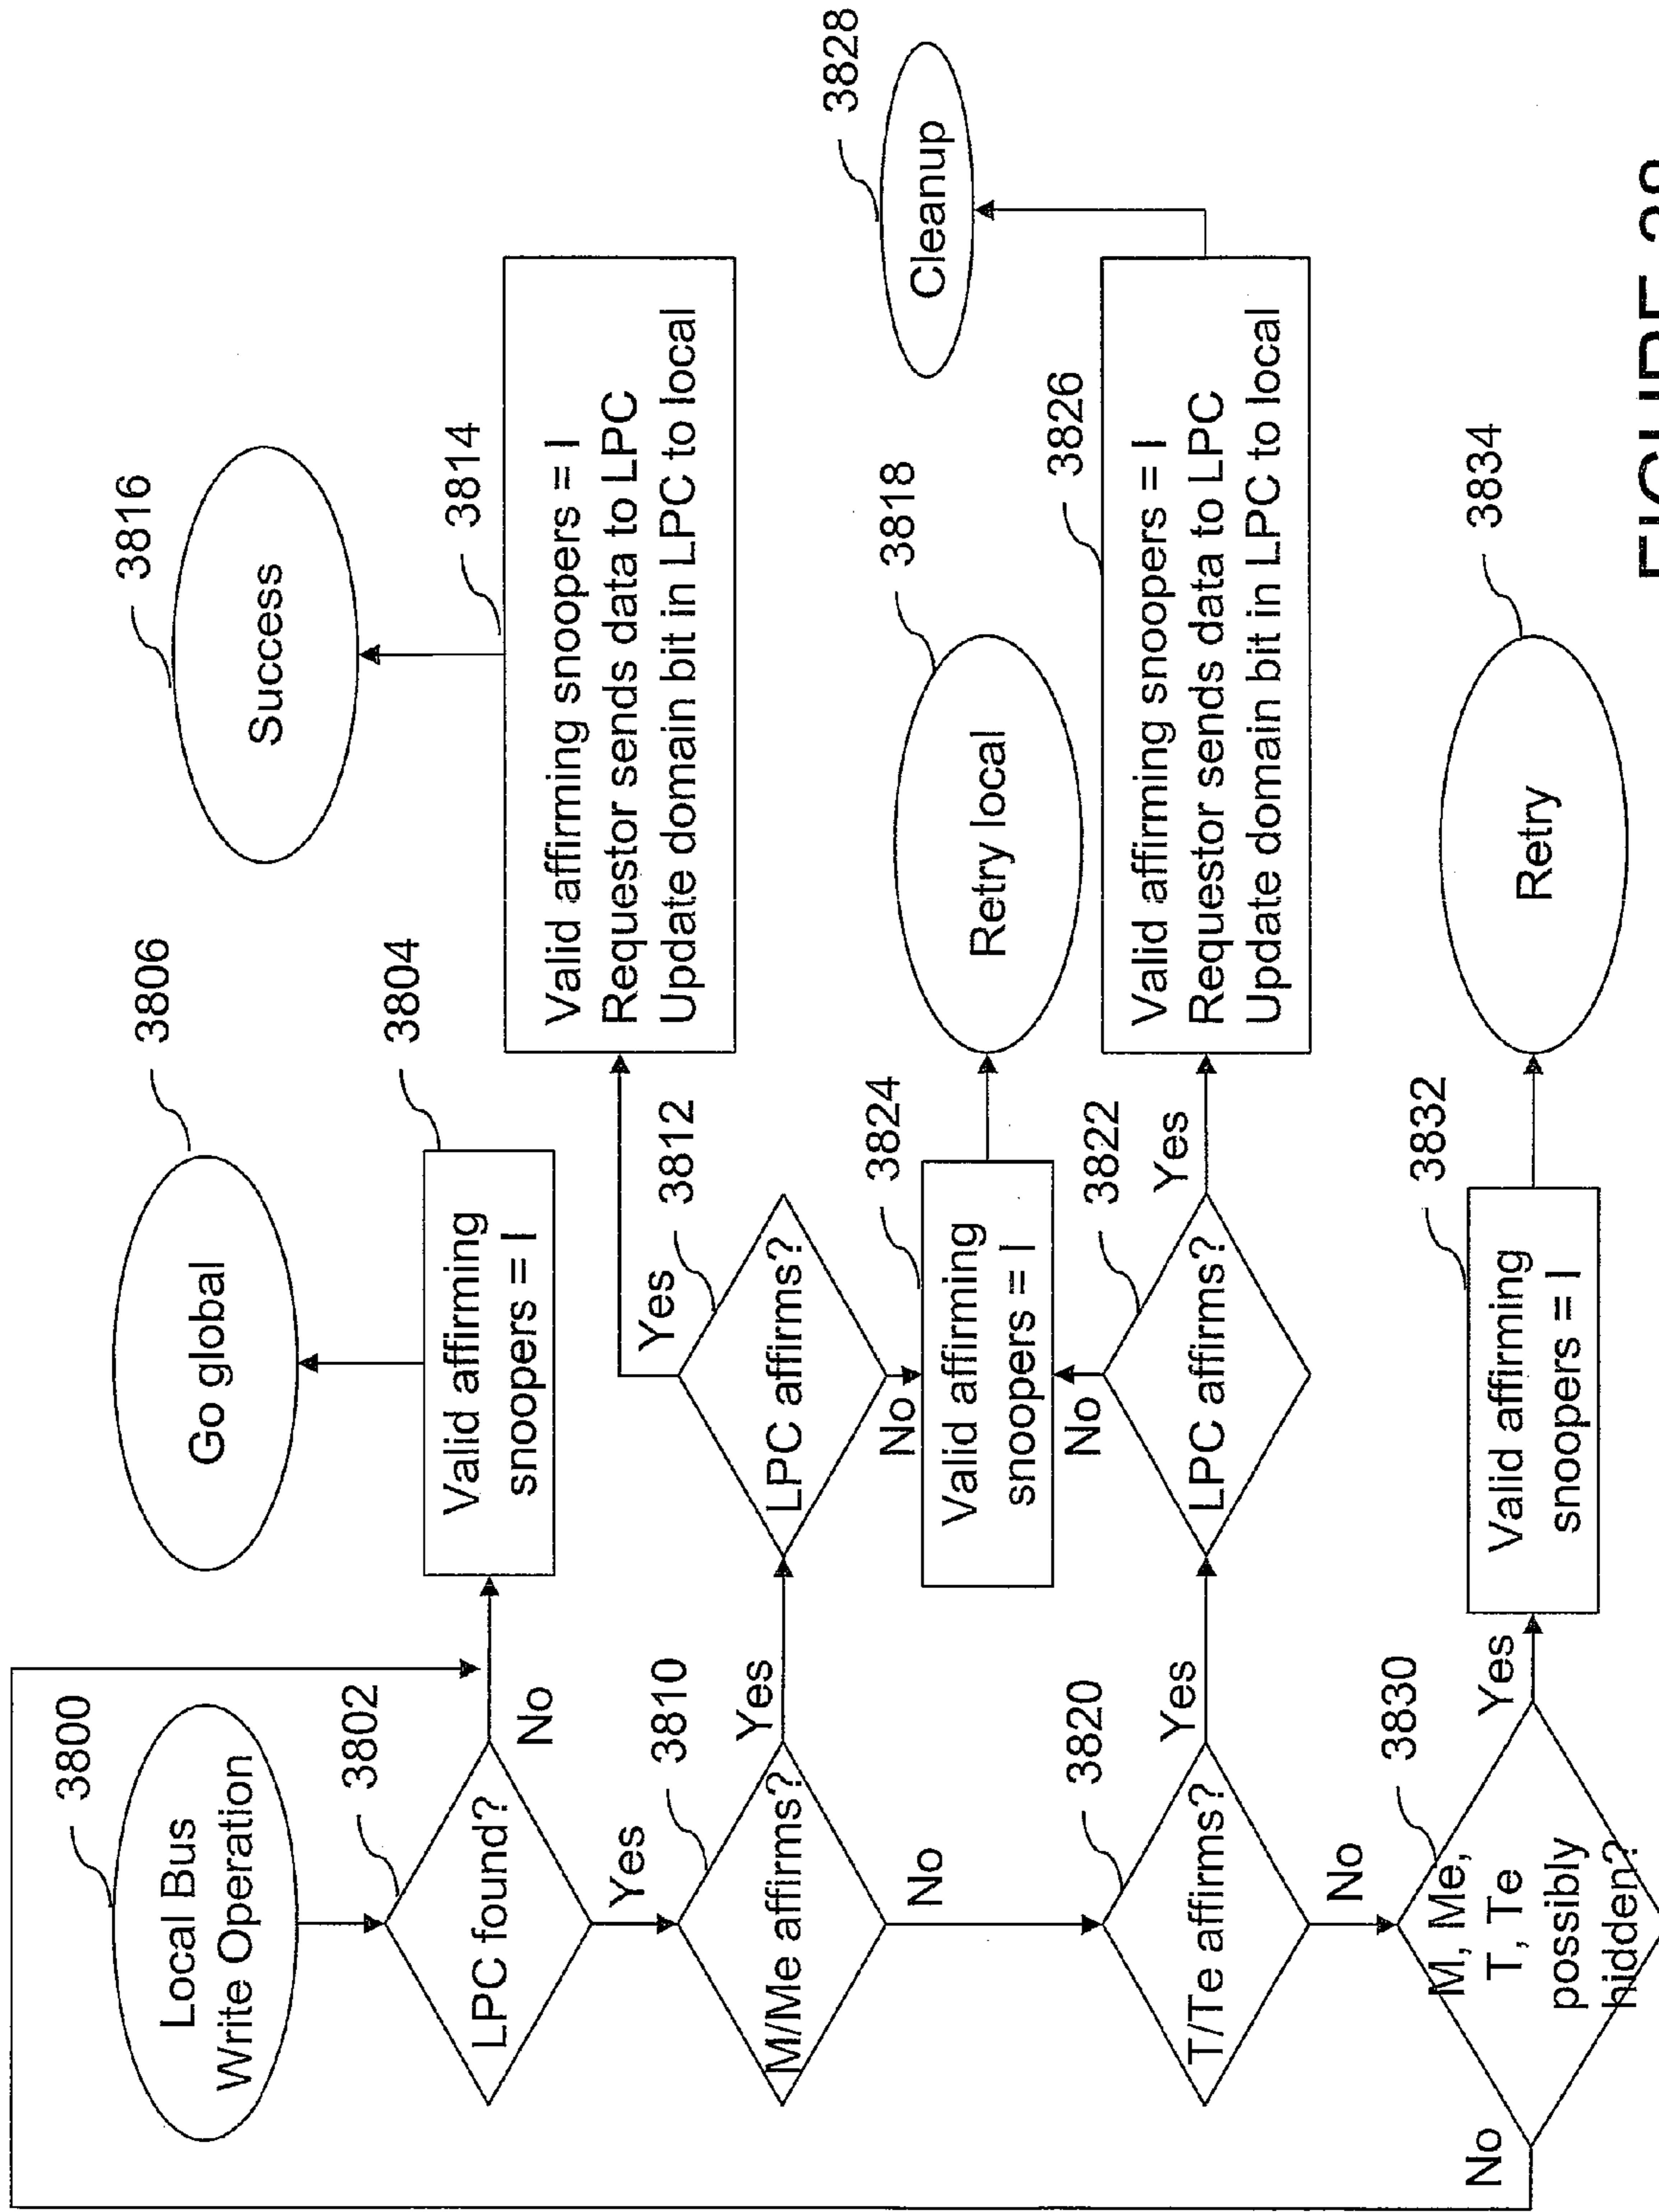 3800
Local Bus
Write Operation
3802
LPC found?
No
Yes
3804
Valid affirming
snoopers = I
3806
Go global
3810
M/Me affirms?
Yes
No
3812
LPC affirms?
Yes
No
3814
Valid affirming snoopers = I
Requestor sends data to LPC
Update domain bit in LPC to local
3816
Success
3824
Valid affirming
snoopers = I
3818
Retry local
3820
T/Te affirms?
Yes
No
3822
LPC affirms?
No
Yes
3826
Valid affirming snoopers = I
Requestor sends data to LPC
Update domain bit in LPC to local
3828
Cleanup
3830
M, Me,
T, Te
possibly
hidden?
Yes
No
3832
Valid affirming
snoopers = I
3834
Retry
FIGURE